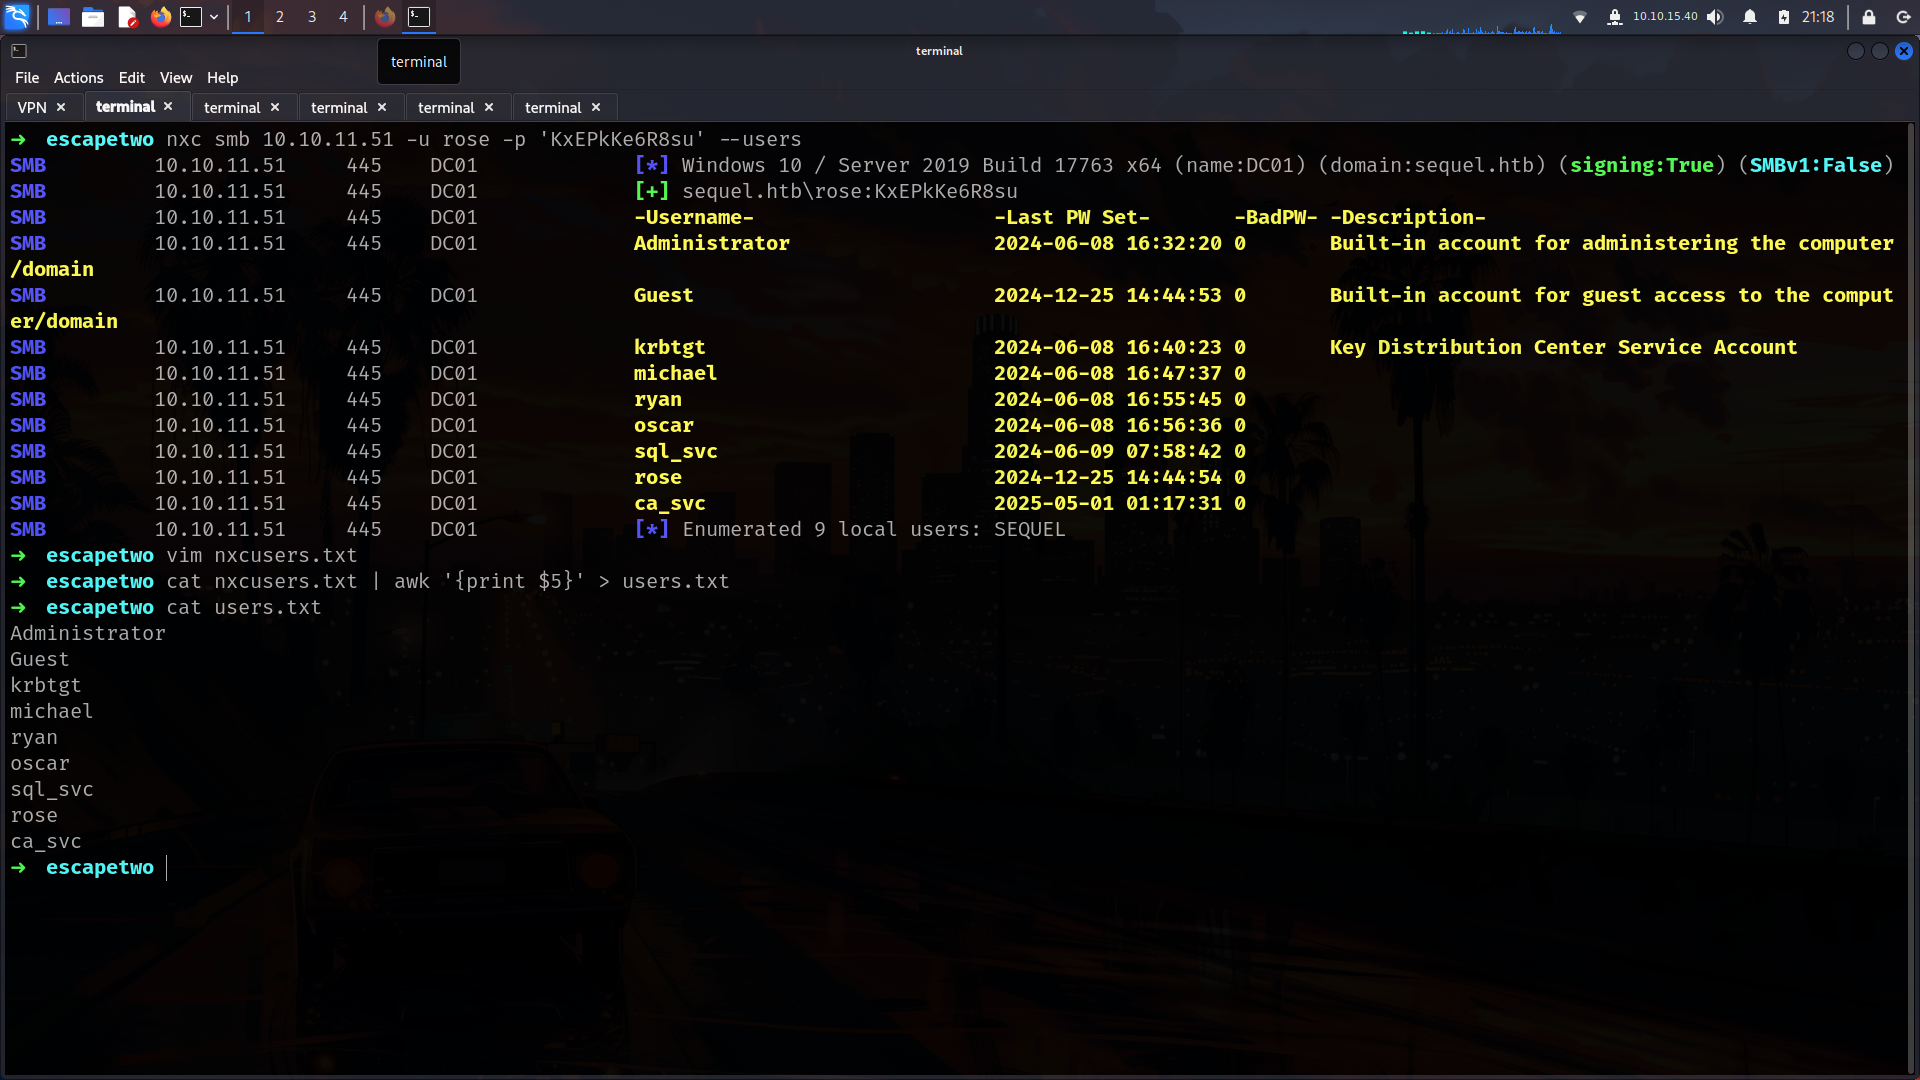 1 2 3 4 10.10.15.40 21:18
terminal
terminal
File Actions Edit View Help
VPN × terminal × terminal × terminal × terminal × terminal ×
➜ escapetwo nxc smb 10.10.11.51 -u rose -p 'KxEPkKe6R8su' --users
SMB 10.10.11.51 445 DC01 [*] Windows 10 / Server 2019 Build 17763 x64 (name:DC01) (domain:sequel.htb) (signing:True) (SMBv1:False)
SMB 10.10.11.51 445 DC01 [+] sequel.htb\rose:KxEPkKe6R8su
SMB 10.10.11.51 445 DC01 -Username- -Last PW Set- -BadPW- -Description-
SMB 10.10.11.51 445 DC01 Administrator 2024-06-08 16:32:20 0 Built-in account for administering the computer
/domain
SMB 10.10.11.51 445 DC01 Guest 2024-12-25 14:44:53 0 Built-in account for guest access to the comput
er/domain
SMB 10.10.11.51 445 DC01 krbtgt 2024-06-08 16:40:23 0 Key Distribution Center Service Account
SMB 10.10.11.51 445 DC01 michael 2024-06-08 16:47:37 0
SMB 10.10.11.51 445 DC01 ryan 2024-06-08 16:55:45 0
SMB 10.10.11.51 445 DC01 oscar 2024-06-08 16:56:36 0
SMB 10.10.11.51 445 DC01 sql_svc 2024-06-09 07:58:42 0
SMB 10.10.11.51 445 DC01 rose 2024-12-25 14:44:54 0
SMB 10.10.11.51 445 DC01 ca_svc 2025-05-01 01:17:31 0
SMB 10.10.11.51 445 DC01 [*] Enumerated 9 local users: SEQUEL
➜ escapetwo vim nxcusers.txt
➜ escapetwo cat nxcusers.txt | awk '{print $5}' > users.txt
➜ escapetwo cat users.txt
Administrator
Guest
krbtgt
michael
ryan
oscar
sql_svc
rose
ca_svc
➜ escapetwo